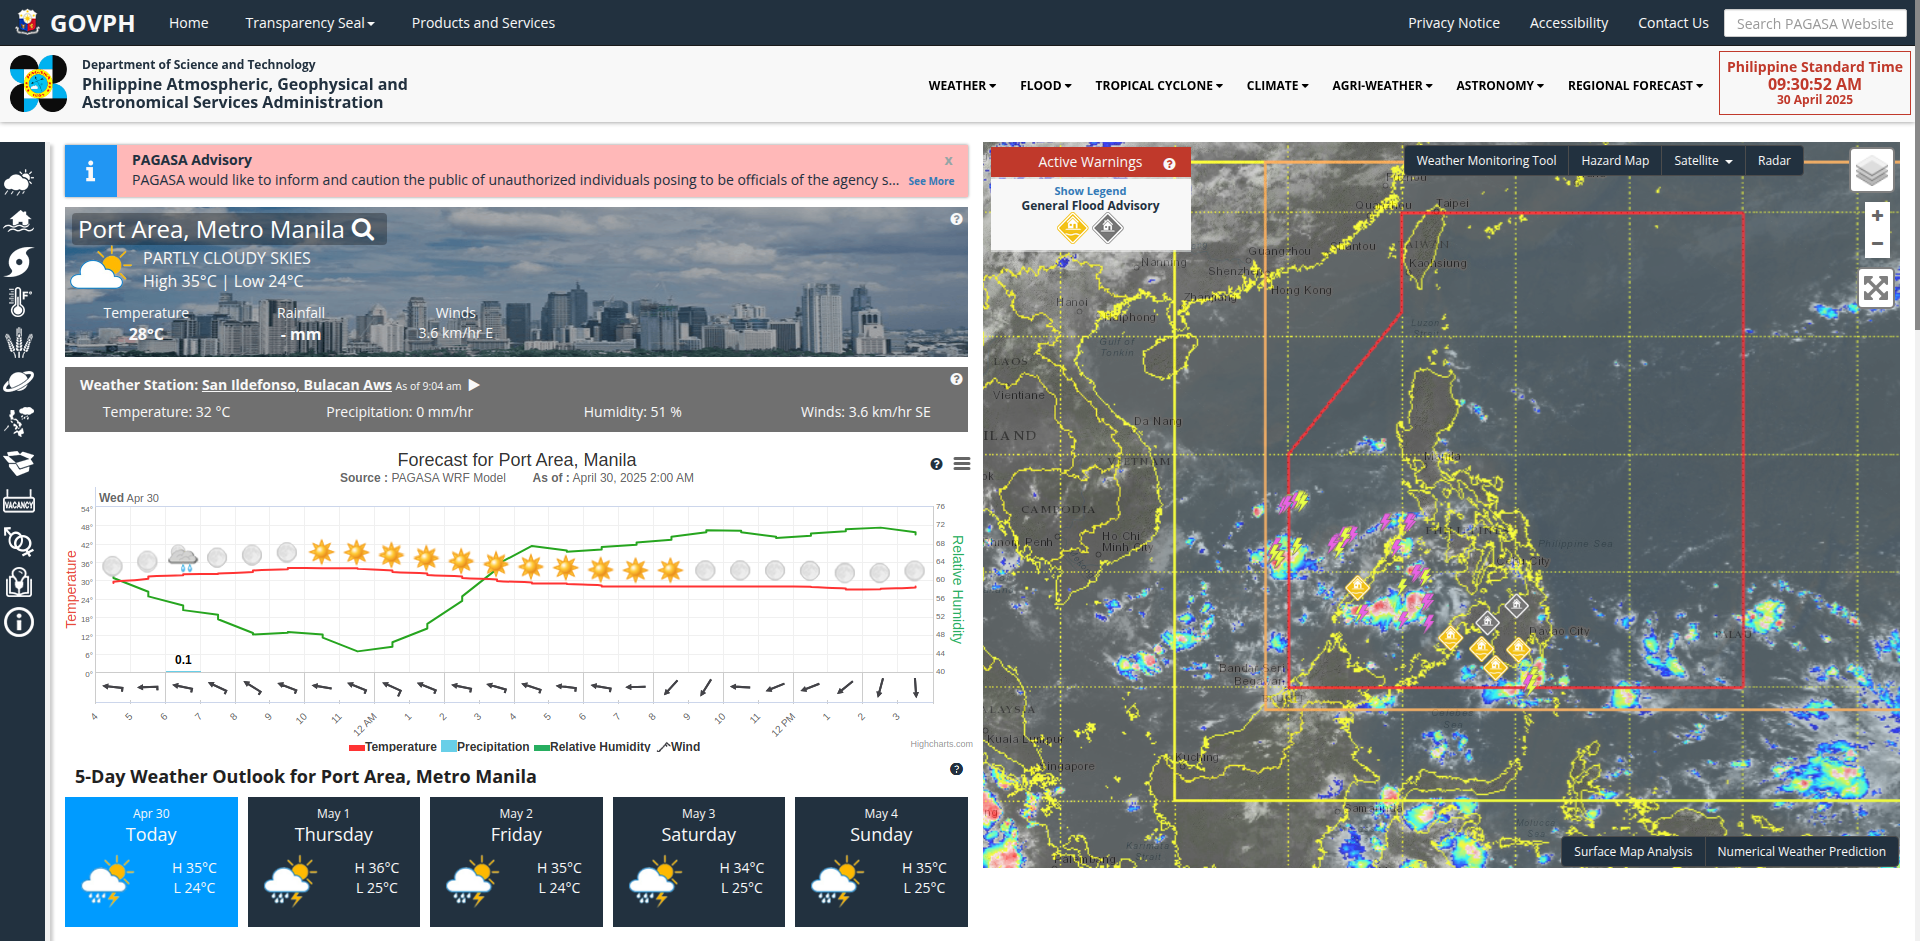 GOVPH
Home
Transparency Seal
Products and Services
Privacy Notice
Accessibility
Contact Us
Search PAGASA Website
Department of Science and Technology
Philippine Atmospheric, Geophysical and
Astronomical Services Administration
WEATHER
FLOOD
TROPICAL CYCLONE
CLIMATE
AGRI-WEATHER
ASTRONOMY
REGIONAL FORECAST
Philippine Standard Time
09:30:52 AM
30 April 2025
VACANCY
PAGASA Advisory
x
PAGASA would like to inform and caution the public of unauthorized individuals posing to be officials of the agency s... See More
Port Area, Metro Manila
PARTLY CLOUDY SKIES
High 35°C | Low 24°C
Temperature Rainfall Winds
28°C - mm 3.6 km/hr E
Weather Station: San Ildefonso, Bulacan Aws As of 9:04 am
Temperature: 32 °C Precipitation: 0 mm/hr Humidity: 51 % Winds: 3.6 km/hr SE
Forecast for Port Area, Manila
Source : PAGASA WRF Model As of : April 30, 2025 2:00 AM
Wed Apr 30
54° 48° 42° 36° 30° 24° 18° 12° 6° 0°
Temperature
76 72 68 64 60 56 52 48 44 40
Relative Humidity
0.1
4 5 6 7 8 9 10 11 12 AM 1 2 3 4 5 6 7 8 9 10 11 12 PM 1 2 3
Temperature Precipitation Relative Humidity Wind
Highcharts.com
5-Day Weather Outlook for Port Area, Metro Manila
Apr 30
Today
H 35°C
L 24°C
May 1
Thursday
H 36°C
L 25°C
May 2
Friday
H 35°C
L 24°C
May 3
Saturday
H 34°C
L 25°C
May 4
Sunday
H 35°C
L 25°C
Active Warnings
Show Legend
General Flood Advisory
Weather Monitoring Tool
Hazard Map
Satellite
Radar
+
−
Taipei
Guangzhou
Kaohsiung
Nanning
Shenzhen
Hong Kong
Hanoi
Zhanjiang
Haiphong
Luzon
Gulf of
Tonkin
LAOS
Vientiane
Da Nang
ILAND
VIETNAM
Manila
CAMBODIA
Penh
Ho Chi
Minh City
Philippine Sea
Davao City
PALAU
Bandar Seri
Begawan
Celebes
Sea
Kuala Lumpur
Kuching
Singapore
Samarinda
Karimata
Strait
Surface Map Analysis
Numerical Weather Prediction